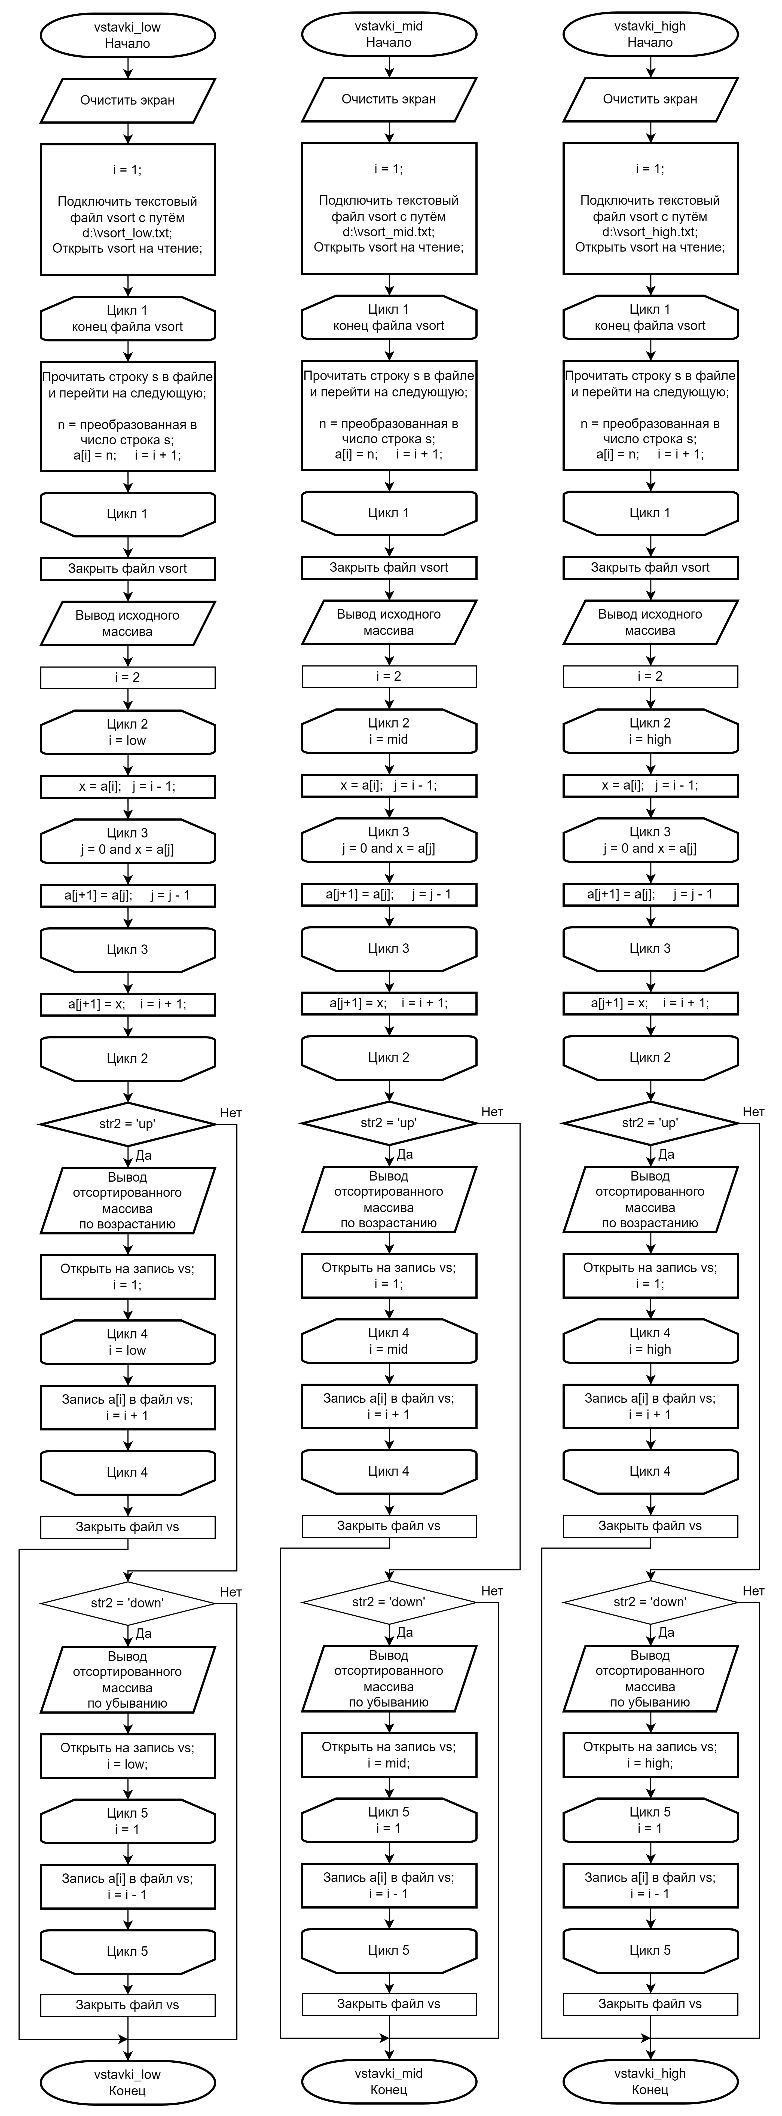 vstavki_low
Начало
Очистить экран
i = 1;
Подключить текстовый
файл vsort с путём
d:\vsort_low.txt;
Открыть vsort на чтение;
Цикл 1
конец файла vsort
Прочитать строку s в файле
и перейти на следующую;
n = преобразованная в
число строка s;
a[i] = n; i = i + 1;
Цикл 1
Закрыть файл vsort
Вывод исходного
массива
i = 2
Цикл 2
i = low
x = a[i]; j = i - 1;
Цикл 3
j = 0 and x = a[j]
a[j+1] = a[j]; j = j - 1
Цикл 3
a[j+1] = x; i = i + 1;
Цикл 2
str2 = 'up'
Нет
Да
Вывод
отсортированного
массива
по возрастанию
Открыть на запись vs;
i = 1;
Цикл 4
i = low
Запись a[i] в файл vs;
i = i + 1
Цикл 4
Закрыть файл vs
str2 = 'down'
Нет
Да
Вывод
отсортированного
массива
по убыванию
Открыть на запись vs;
i = low;
Цикл 5
i = 1
Запись a[i] в файл vs;
i = i - 1
Цикл 5
Закрыть файл vs
vstavki_low
Конец
vstavki_mid
Начало
Очистить экран
i = 1;
Подключить текстовый
файл vsort с путём
d:\vsort_mid.txt;
Открыть vsort на чтение;
Цикл 1
конец файла vsort
Прочитать строку s в файле
и перейти на следующую;
n = преобразованная в
число строка s;
a[i] = n; i = i + 1;
Цикл 1
Закрыть файл vsort
Вывод исходного
массива
i = 2
Цикл 2
i = mid
x = a[i]; j = i - 1;
Цикл 3
j = 0 and x = a[j]
a[j+1] = a[j]; j = j - 1
Цикл 3
a[j+1] = x; i = i + 1;
Цикл 2
str2 = 'up'
Нет
Да
Вывод
отсортированного
массива
по возрастанию
Открыть на запись vs;
i = 1;
Цикл 4
i = mid
Запись a[i] в файл vs;
i = i + 1
Цикл 4
Закрыть файл vs
str2 = 'down'
Нет
Да
Вывод
отсортированного
массива
по убыванию
Открыть на запись vs;
i = mid;
Цикл 5
i = 1
Запись a[i] в файл vs;
i = i - 1
Цикл 5
Закрыть файл vs
vstavki_mid
Конец
vstavki_high
Начало
Очистить экран
i = 1;
Подключить текстовый
файл vsort с путём
d:\vsort_high.txt;
Открыть vsort на чтение;
Цикл 1
конец файла vsort
Прочитать строку s в файле
и перейти на следующую;
n = преобразованная в
число строка s;
a[i] = n; i = i + 1;
Цикл 1
Закрыть файл vsort
Вывод исходного
массива
i = 2
Цикл 2
i = high
x = a[i]; j = i - 1;
Цикл 3
j = 0 and x = a[j]
a[j+1] = a[j]; j = j - 1
Цикл 3
a[j+1] = x; i = i + 1;
Цикл 2
str2 = 'up'
Нет
Да
Вывод
отсортированного
массива
по возрастанию
Открыть на запись vs;
i = 1;
Цикл 4
i = high
Запись a[i] в файл vs;
i = i + 1
Цикл 4
Закрыть файл vs
str2 = 'down'
Нет
Да
Вывод
отсортированного
массива
по убыванию
Открыть на запись vs;
i = high;
Цикл 5
i = 1
Запись a[i] в файл vs;
i = i - 1
Цикл 5
Закрыть файл vs
vstavki_high
Конец